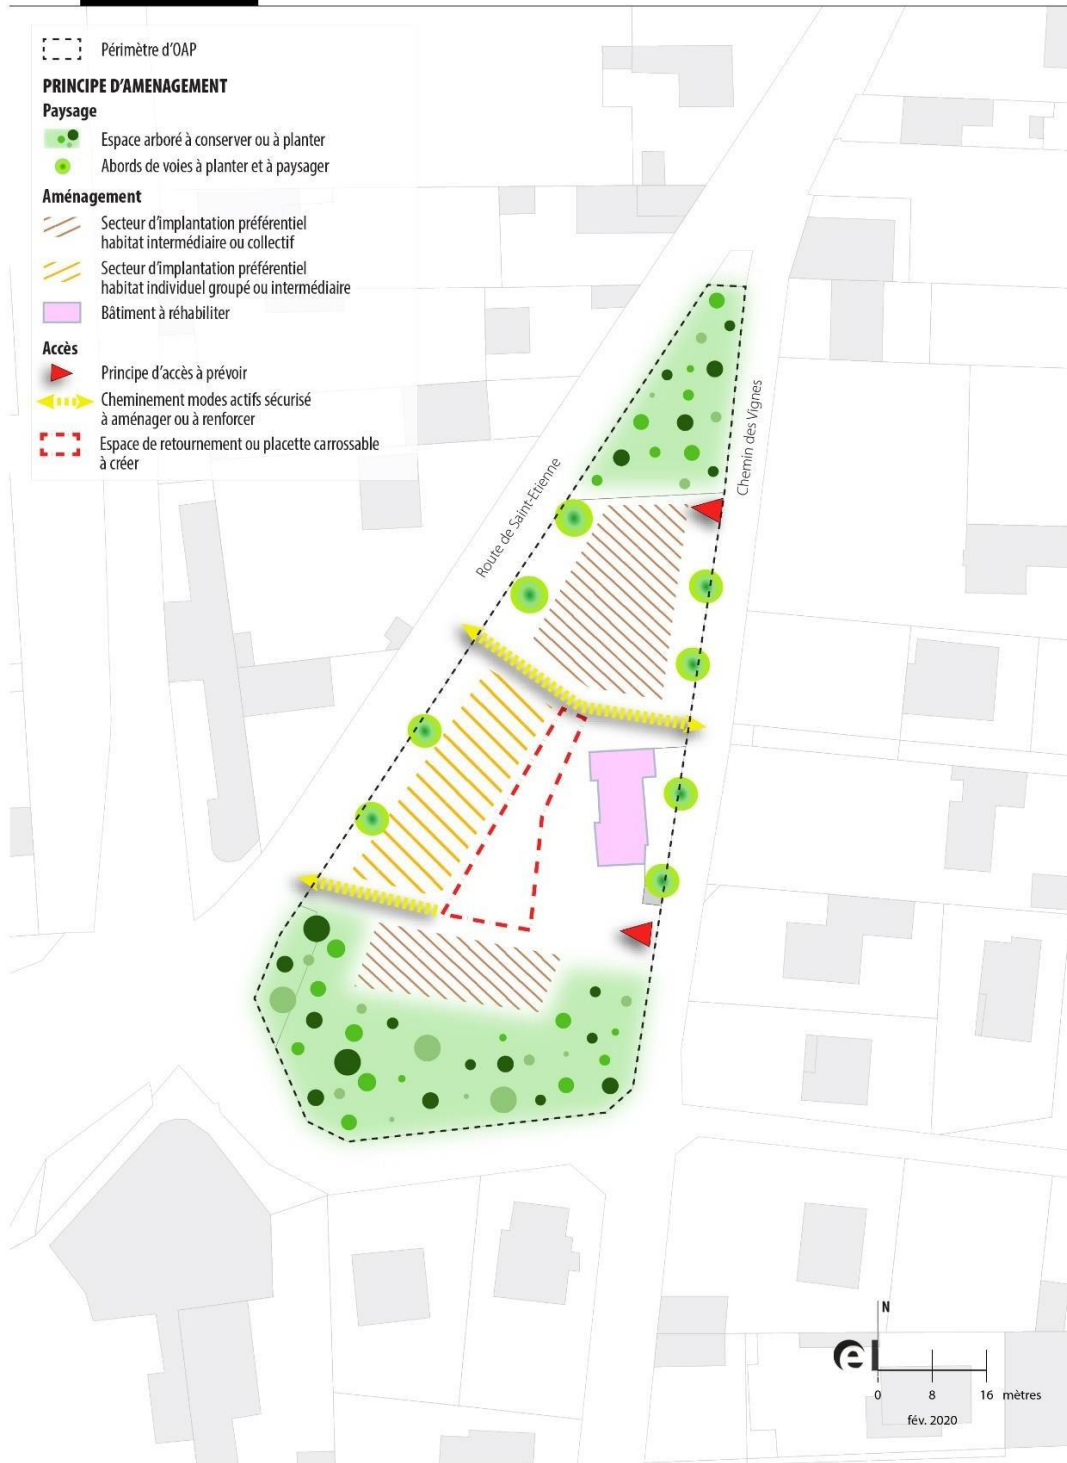 Périmètre d'OAP
PRINCIPE D'AMENAGEMENT
Paysage
Espace arboré à conserver ou à planter
Abords de voies à planter et à paysager
Aménagement
Secteur d'implantation préférentiel
habitat intermédiaire ou collectif
Secteur d'implantation préférentiel
habitat individuel groupé ou intermédiaire
Bâtiment à réhabiliter
Accès
Principe d'accès à prévoir
Cheminement modes actifs sécurisé
à aménager ou à renforcer
Espace de retournement ou placette carrossable
à créer
Chemin des Vignes
Route de Saint-Etienne
N
el
0 8 16 mètres
fév. 2020